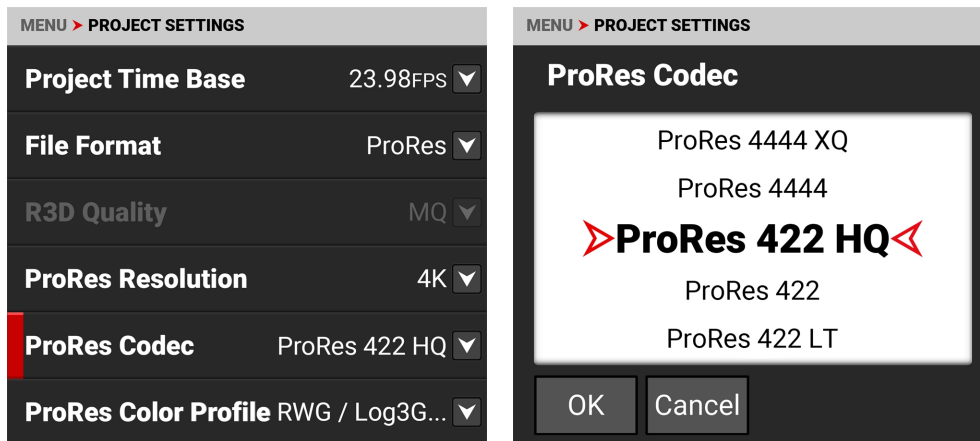 MENU ➤ PROJECT SETTINGS
Project Time Base 23.98FPS
File Format ProRes
R3D Quality MQ
ProRes Resolution 4K
ProRes Codec ProRes 422 HQ
ProRes Color Profile RWG / Log3G...
MENU ➤ PROJECT SETTINGS
ProRes Codec
ProRes 4444 XQ
ProRes 4444
ProRes 422 HQ
ProRes 422
ProRes 422 LT
OK Cancel